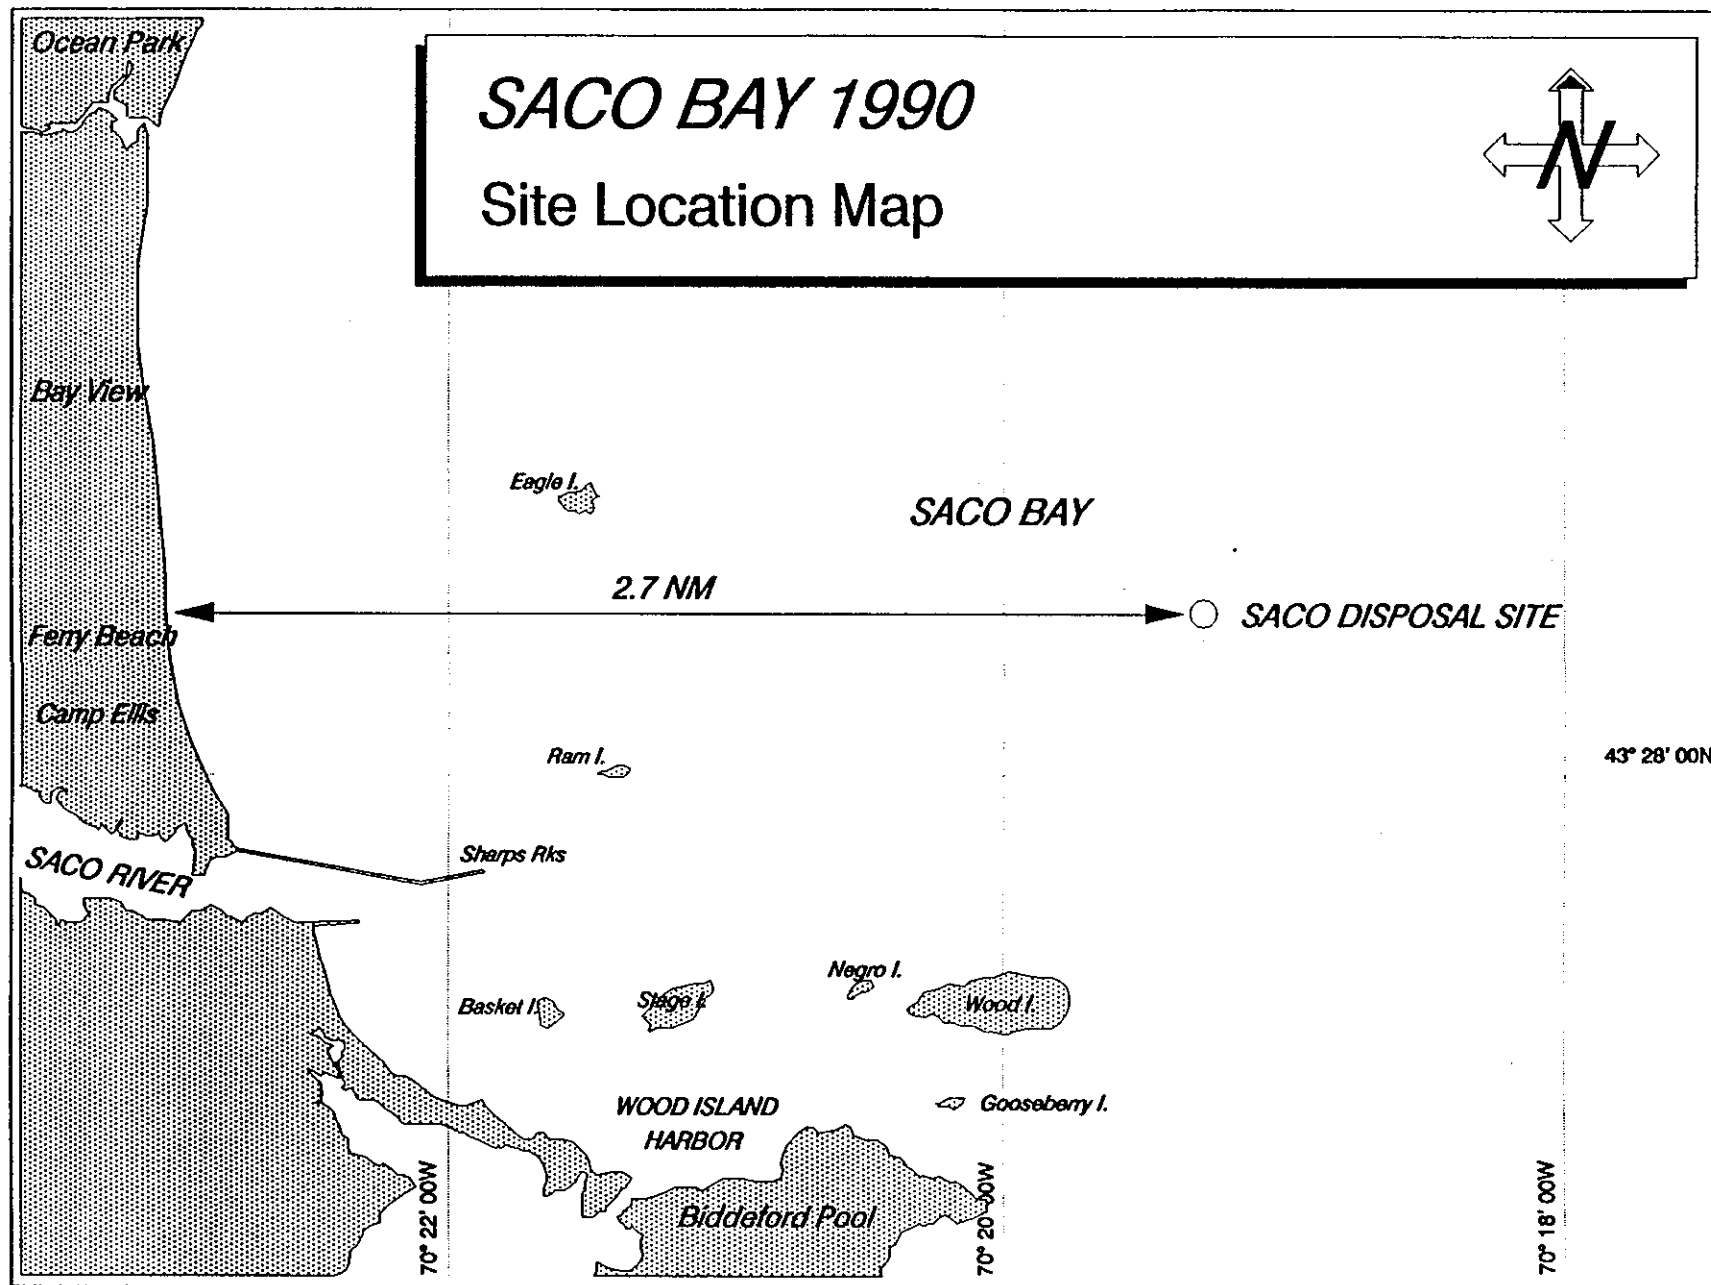 Ocean Park
SACO BAY 1990
Site Location Map
N
Bay View
Eagle I.
SACO BAY
2.7 NM
SACO DISPOSAL SITE
Ferry Beach
Camp Ellis
Ram I.
43° 28' 00N
Sharps Rks
SACO RIVER
Negro I.
Basket I.
Stage I.
Wood I.
Gooseberry I.
WOOD ISLAND
HARBOR
Biddeford Pool
70° 22' 00W
70° 20' 00W
70° 18' 00W